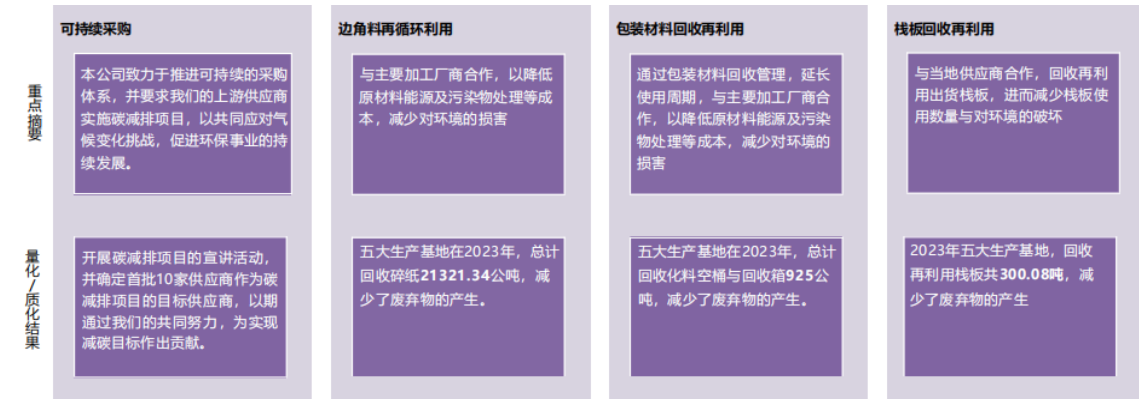 可持续采购
边角料再循环利用
包装材料回收再利用
栈板回收再利用
重点摘要
本公司致力于推进可持续的采购
体系，并要求我们的上游供应商
实施碳减排项目，以共同应对气
候变化挑战，促进环保事业的持
续发展。
与主要加工厂商合作，以降低
原材料能源及污染物处理等成
本，减少对环境的损害
通过包装材料回收管理，延长
使用周期，与主要加工厂商合
作，以降低原材料能源及污染
物处理等成本，减少对环境的
损害
与当地供应商合作，回收再利
用出货栈板，进而减少栈板使
用数量与对环境的破坏
量化/质化结果
开展碳减排项目的宣讲活动，
并确定首批10家供应商作为碳
减排项目的目标供应商，以期
通过我们的共同努力，为实现
减碳目标作出贡献。
五大生产基地在2023年，总计
回收碎纸21321.34公吨，减
少了废弃物的产生。
五大生产基地在2023年，总计
回收化料空桶与回收箱925公
吨，减少了废弃物的产生。
2023年五大生产基地，回收
再利用栈板共300.08吨，减
少了废弃物的产生